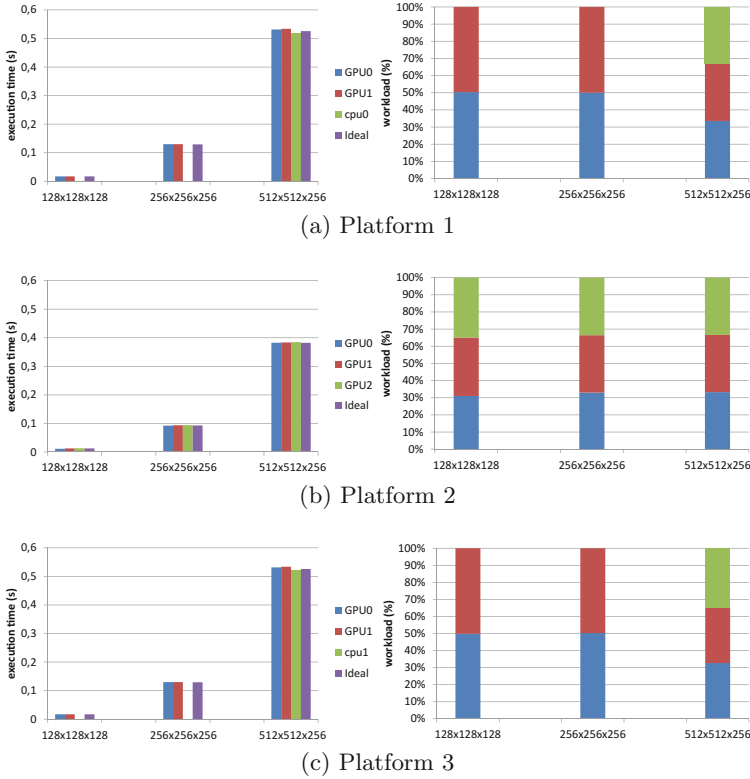 execution time (s)
0,6
0,5
0,4
0,3
0,2
0,1
0
128x128x128 256x256x256 512x512x256
GPU0
GPU1
cpu0
Ideal
workload (%)
100%
90%
80%
70%
60%
50%
40%
30%
20%
10%
0%
128x128x128 256x256x256 512x512x256
(a) Platform 1
execution time (s)
0,6
0,5
0,4
0,3
0,2
0,1
0
128x128x128 256x256x256 512x512x256
GPU0
GPU1
GPU2
Ideal
workload (%)
100%
90%
80%
70%
60%
50%
40%
30%
20%
10%
0%
128x128x128 256x256x256 512x512x256
(b) Platform 2
execution time (s)
0,6
0,5
0,4
0,3
0,2
0,1
0
128x128x128 256x256x256 512x512x256
GPU0
GPU1
cpu1
Ideal
workload (%)
100%
90%
80%
70%
60%
50%
40%
30%
20%
10%
0%
128x128x128 256x256x256 512x512x256
(c) Platform 3